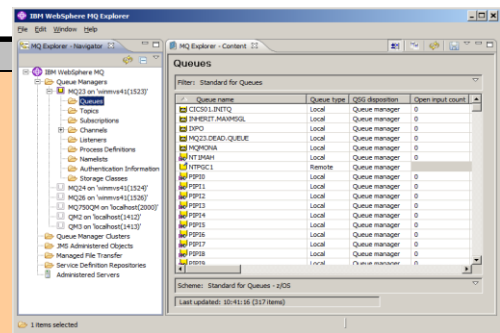 IBM WebSphere MQ Explorer
File Edit Window Help
MQ Explorer - Navigator
IBM WebSphere MQ
Queue Managers
MQ23 on 'winmvs41(1523)'
Queues
Topics
Subscriptions
Channels
Listeners
Process Definitions
Namelists
Authentication Information
Storage Classes
MQ24 on 'winmvs41(1524)'
MQ26 on 'winmvs41(1526)'
MQ750QM on 'localhost(2000)'
QM2 on 'localhost(1412)'
QM3 on 'localhost(1413)'
Queue Manager Clusters
JMS Administered Objects
Managed File Transfer
Service Definition Repositories
Administered Servers
MQ Explorer - Content
Queues
Filter: Standard for Queues
Queue name Queue type QSG disposition Open input count
CICS01.INITQ Local Queue manager 0
INHERIT.MAXMSGL Local Queue manager 0
IXPO Local Queue manager 0
MQ23.DEAD.QUEUE Local Queue manager 0
MQMONA Local Queue manager 0
NTIMAH Local Queue manager 0
NTPGC1 Remote Queue manager
PIPI0 Local Queue manager 0
PIPI1 Local Queue manager 0
PIPI2 Local Queue manager 0
PIPI3 Local Queue manager 0
PIPI4 Local Queue manager 0
PIPI5 Local Queue manager 0
PIPI6 Local Queue manager 0
PIPI7 Local Queue manager 0
PIPI8 Local Queue manager 0
PIPI9 Local Queue manager 0
Scheme: Standard for Queues - z/OS
Last updated: 10:41:16 (317 items)
1 items selected